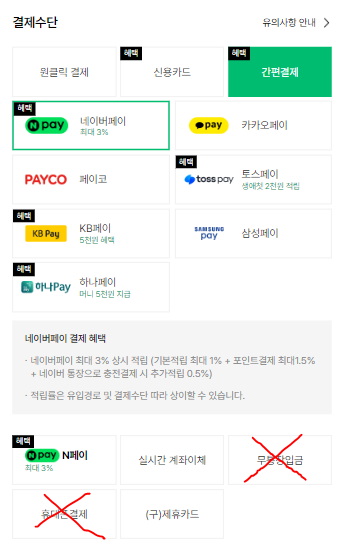 결제수단
유의사항 안내
원클릭 결제
혜택
신용카드
혜택
간편결제
혜택
N pay
네이버페이
최대 3%
pay
카카오페이
PAYCO
페이코
혜택
toss pay
토스페이
생애첫 2천원 적립
혜택
KB Pay
KB페이
5천원 혜택
SAMSUNG
pay
삼성페이
혜택
하나Pay
하나페이
머니 5천원 지급
네이버페이 결제 혜택
· 네이버페이 최대 3% 상시 적립 (기본적립 최대 1% + 포인트결제 최대1.5%
+ 네이버 통장으로 충전결제 시 추가적립 0.5%)
· 적립률은 유입경로 및 결제수단 따라 상이할 수 있습니다.
혜택
N pay N페이
최대 3%
실시간 계좌이체
무통장입금
휴대폰결제
(구)제휴카드